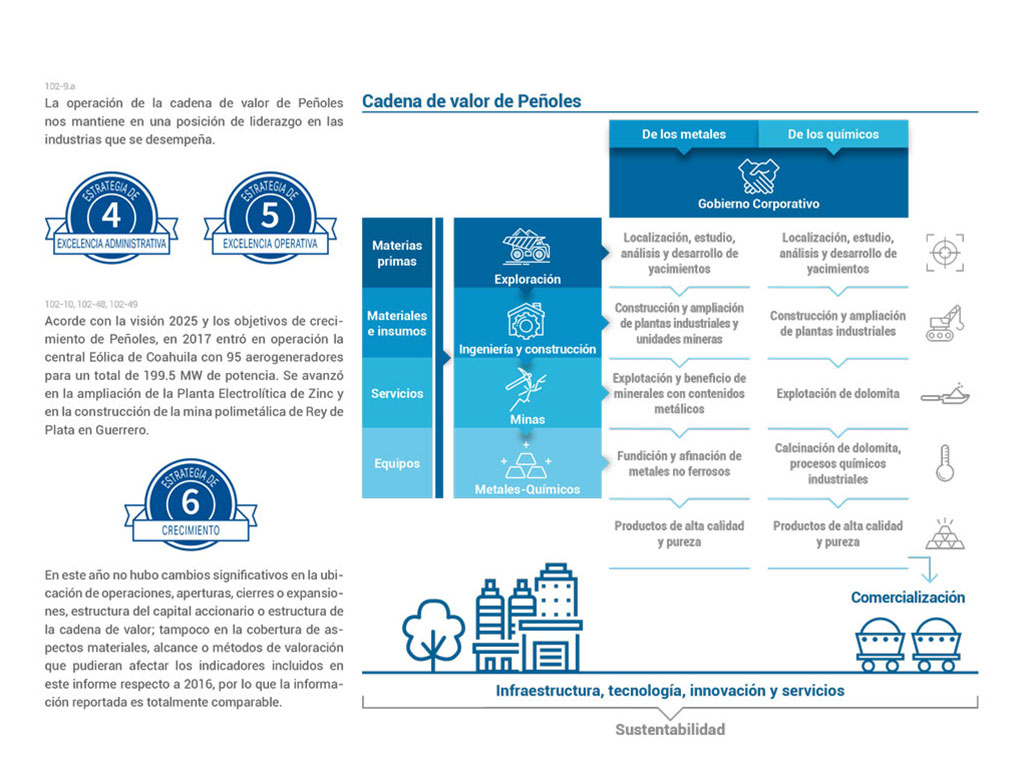 102-9.a
La operación de la cadena de valor de Peñoles
nos mantiene en una posición de liderazgo en las
industrias que se desempeña.
ESTRATEGIA DE
4
EXCELENCIA ADMINISTRATIVA
ESTRATEGIA DE
5
EXCELENCIA OPERATIVA
102-10, 102-48, 102-49
Acorde con la visión 2025 y los objetivos de creci-
miento de Peñoles, en 2017 entró en operación la
central Eólica de Coahuila con 95 aerogeneradores
para un total de 199.5 MW de potencia. Se avanzó
en la ampliación de la Planta Electrolítica de Zinc y
en la construcción de la mina polimetálica de Rey de
Plata en Guerrero.
ESTRATEGIA DE
6
CRECIMIENTO
En este año no hubo cambios significativos en la ubi-
cación de operaciones, aperturas, cierres o expansio-
nes, estructura del capital accionario o estructura de
la cadena de valor; tampoco en la cobertura de as-
pectos materiales, alcance o métodos de valoración
que pudieran afectar los indicadores incluidos en
este informe respecto a 2016, por lo que la informa-
ción reportada es totalmente comparable.
Cadena de valor de Peñoles
De los metales
De los químicos
Gobierno Corporativo
Materias
primas
Materiales
e insumos
Servicios
Equipos
Exploración
Ingeniería y construcción
Minas
Metales-Químicos
Localización, estudio,
análisis y desarrollo de
yacimientos
Construcción y ampliación
de plantas industriales y
unidades mineras
Explotación y beneficio de
minerales con contenidos
metálicos
Fundición y afinación de
metales no ferrosos
Productos de alta calidad
y pureza
Localización, estudio,
análisis y desarrollo de
yacimientos
Construcción y ampliación
de plantas industriales
Explotación de dolomita
Calcinación de dolomita,
procesos químicos
industriales
Productos de alta calidad
y pureza
Comercialización
Infraestructura, tecnología, innovación y servicios
Sustentabilidad